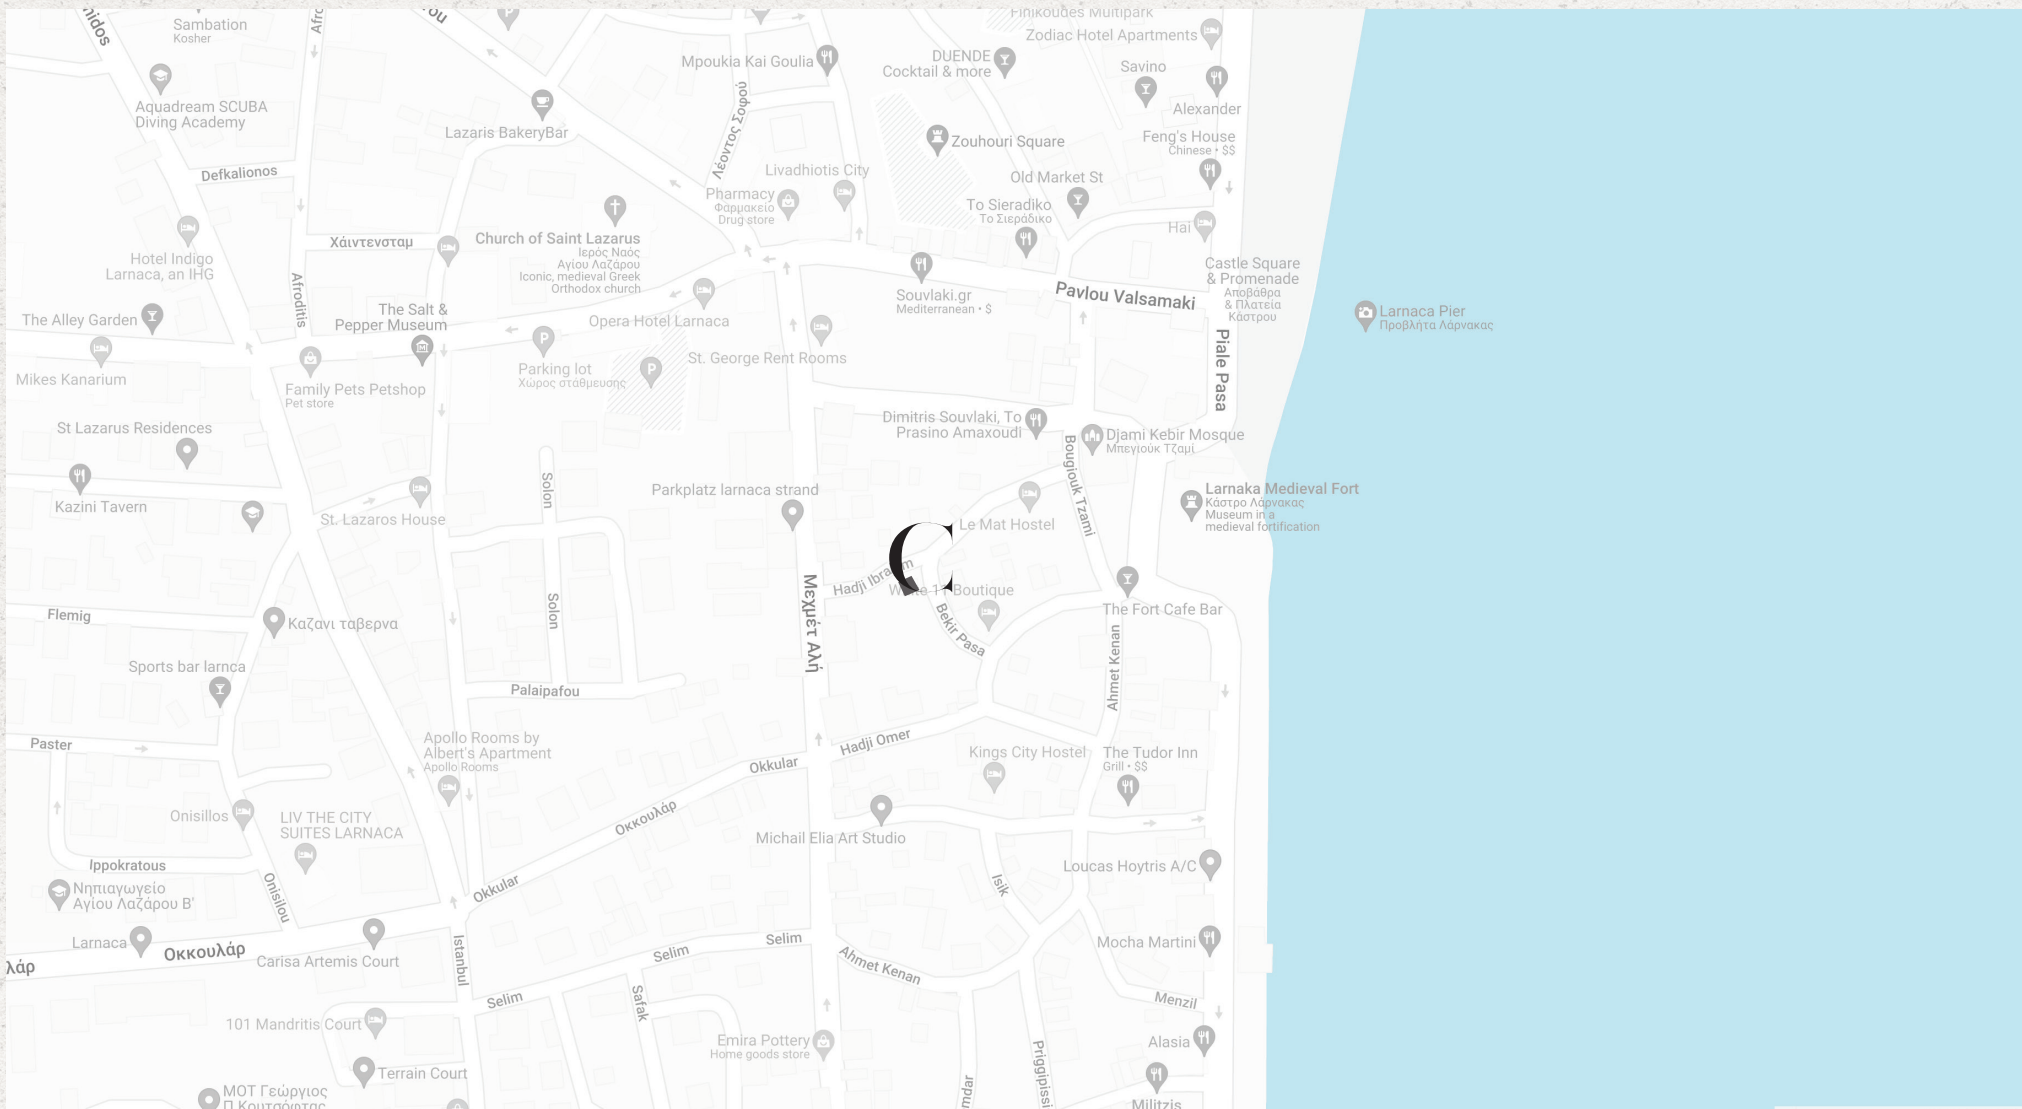 Sambation
Kosher
Finikoudes Multipark
Zodiac Hotel Apartments
Mpoukia Kai Goulia
DUENDE
Cocktail & more
Savino
Aquadream SCUBA
Diving Academy
Alexander
Λέοντος Σοφού
Lazaris BakeryBar
Zouhouri Square
Feng's House
Chinese • $$
Defkalionos
Livadhiotis City
Old Market St
Pharmacy
Φαρμακείο
Drug store
To Sieradiko
Το Σιεράδικο
Hai
Χάιντενσταμ
Church of Saint Lazarus
Ιερός Ναός
Αγίου Λαζάρου
Iconic, medieval Greek
Orthodox church
Hotel Indigo
Larnaca, an IHG
Afroditis
Castle Square
& Promenade
Αποβάθρα
& Πλατεία
Κάστρου
Souvlaki.gr
Mediterranean • $
Pavlou Valsamaki
The Alley Garden
The Salt &
Pepper Museum
Opera Hotel Larnaca
Larnaca Pier
Προβλήτα Λάρνακας
Mikes Kanarium
Family Pets Petshop
Pet store
Parking lot
Χώρος στάθμευσης
St. George Rent Rooms
Piale Pasa
St Lazarus Residences
Dimitris Souvlaki, To
Prasino Amaxoudi
Djami Kebir Mosque
Μπεγιούκ Τζαμί
Bougiouk Tzami
Kazini Tavern
St. Lazaros House
Solon
Parkplatz larnaca strand
Larnaka Medieval Fort
Κάστρο Λάρνακας
Museum in a
medieval fortification
Le Mat Hostel
C
Hadji Ibrahim
Boutique
Solon
Μεχμέτ Αλή
Bekir Pasa
The Fort Cafe Bar
Flemig
Καζανι ταβερνα
Ahmet Kenan
Sports bar larnca
Palaipafou
Paster
Apollo Rooms by
Albert's Apartment
Apollo Rooms
Okkular
Hadji Omer
Kings City Hostel
The Tudor Inn
Grill • $$
Onisillos
LIV THE CITY
SUITES LARNACA
Οκκουλάρ
Michail Elia Art Studio
Ippokratous
Loucas Hoytris A/C
Νηπιαγωγείο
Αγίου Λαζάρου Β'
Onisilou
Okkular
Isik
Larnaca
Οκκουλάρ
Carisa Artemis Court
Istanbul
Selim
Selim
Mocha Martini
λάρ
Ahmet Kenan
Selim
Safak
Menzil
101 Mandritis Court
Emira Pottery
Home goods store
Alasia
Terrain Court
Priggipissi
ΜΟΤ Γεώργιος
Π Κουτσόφτας
Militzis